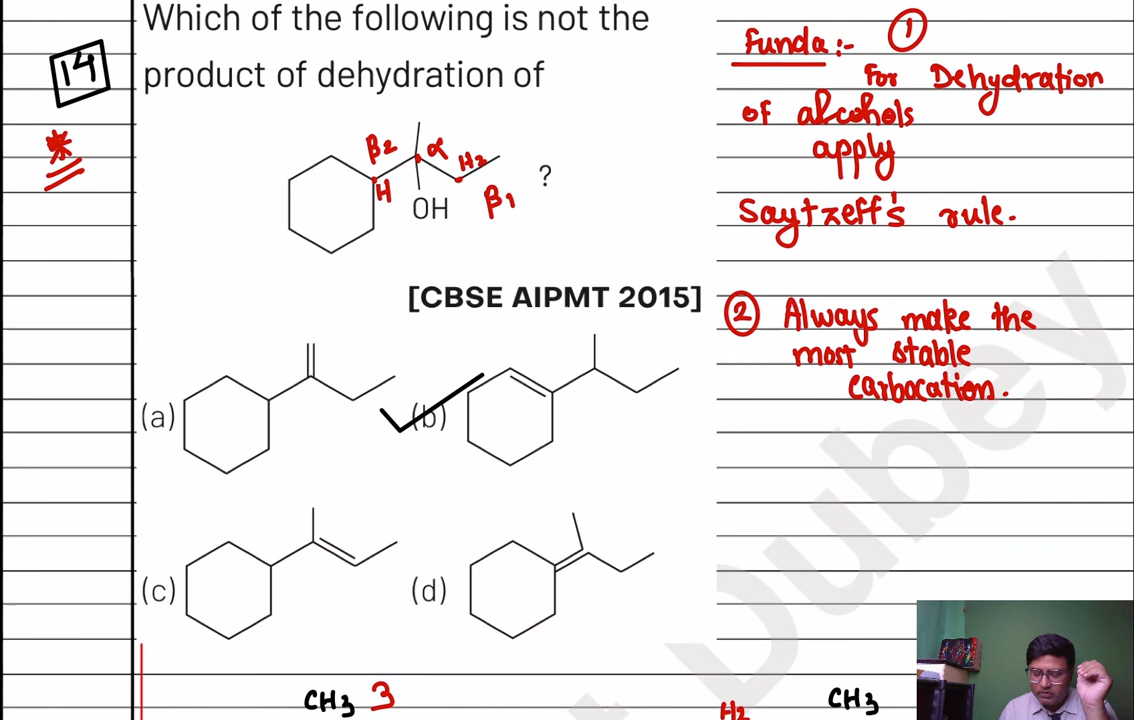 Which of the following is not the
14
product of dehydration of
β2
α
H2
H
OH
β1
?
[CBSE AIPMT 2015]
(a)
(b)
(c)
(d)
CH3 3
Funda :- 1
For Dehydration
of alcohols
apply
Saytzeff's rule.
2 Always make the
most stable
carbocation.
H2
CH3
Dubey